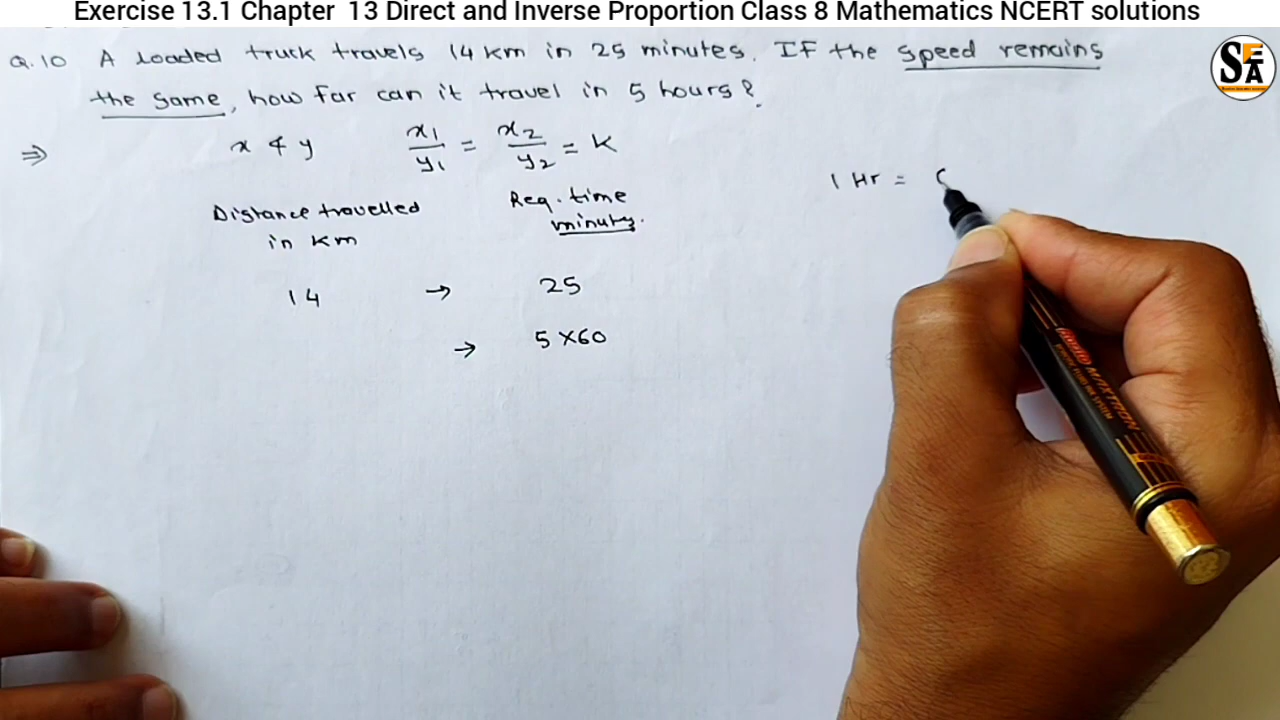 Exercise 13.1 Chapter 13 Direct and Inverse Proportion Class 8 Mathematics NCERT solutions
Q.10 A loaded truck travels 14 km in 25 minutes. IF the speed remains
the same, how far can it travel in 5 hours?
⇒ x ∝ y x₁/y₁ = x₂/y₂ = K
1 Hr =
Distance travelled
in km
Req. time
minutes.
14 → 25
→ 5 × 60
SFA
MAXTRON